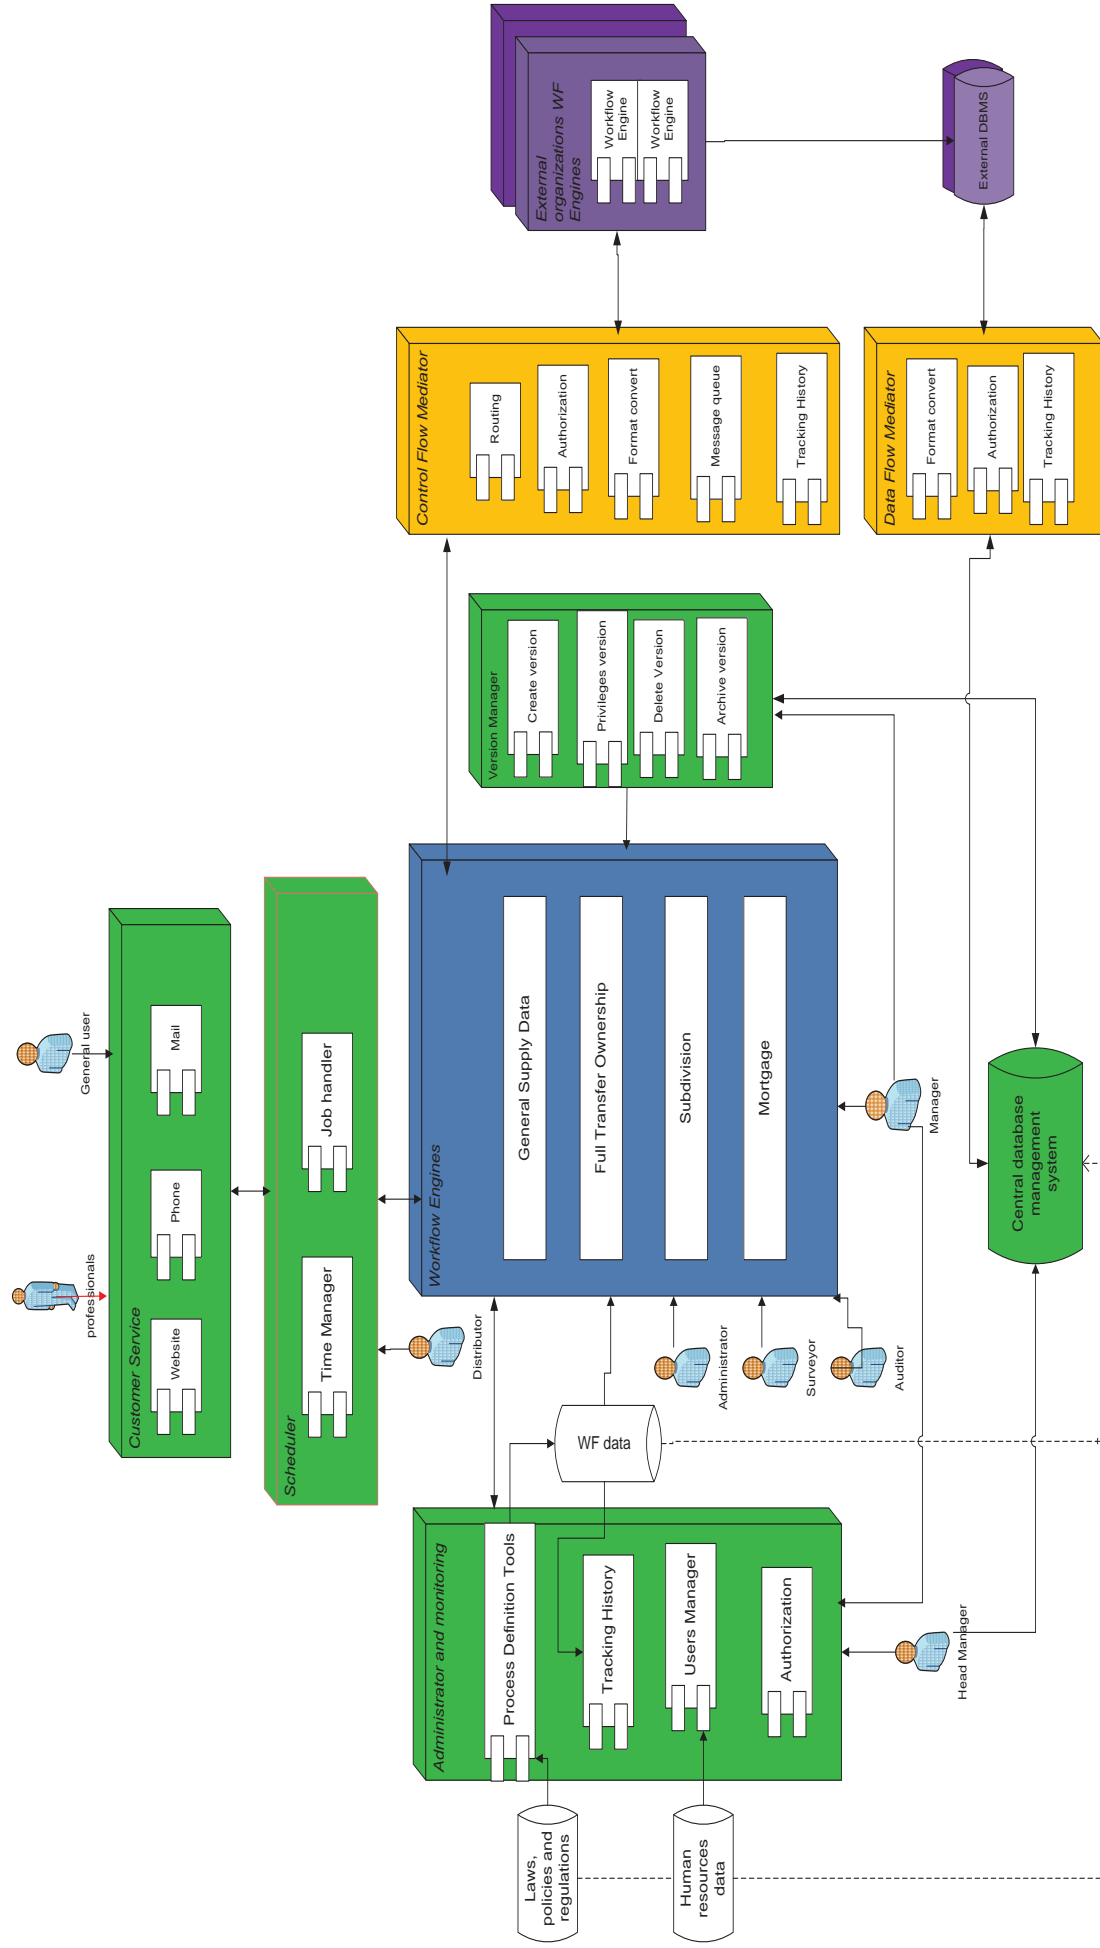 professionals
General user
Customer Service
Website
Phone
Mail
Scheduler
Time Manager
Job handler
Distributor
Administrator and monitoring
Process Definition Tools
Tracking History
Users Manager
Authorization
Laws,
policies and
regulations
Human
resources
data
WF data
Administrator
Surveyor
Auditor
Head Manager
Manager
Workflow Engines
General Supply Data
Full Transfer Ownership
Subdivision
Mortgage
Version Manager
Create version
Privileges version
Delete Version
Archive version
Central database
management
system
Control Flow Mediator
Routing
Authorization
Format convert
Message queue
Tracking History
Data Flow Mediator
Format convert
Authorization
Tracking History
External
organizations WF
Engines
Workflow
Engine
Workflow
Engine
External DBMS